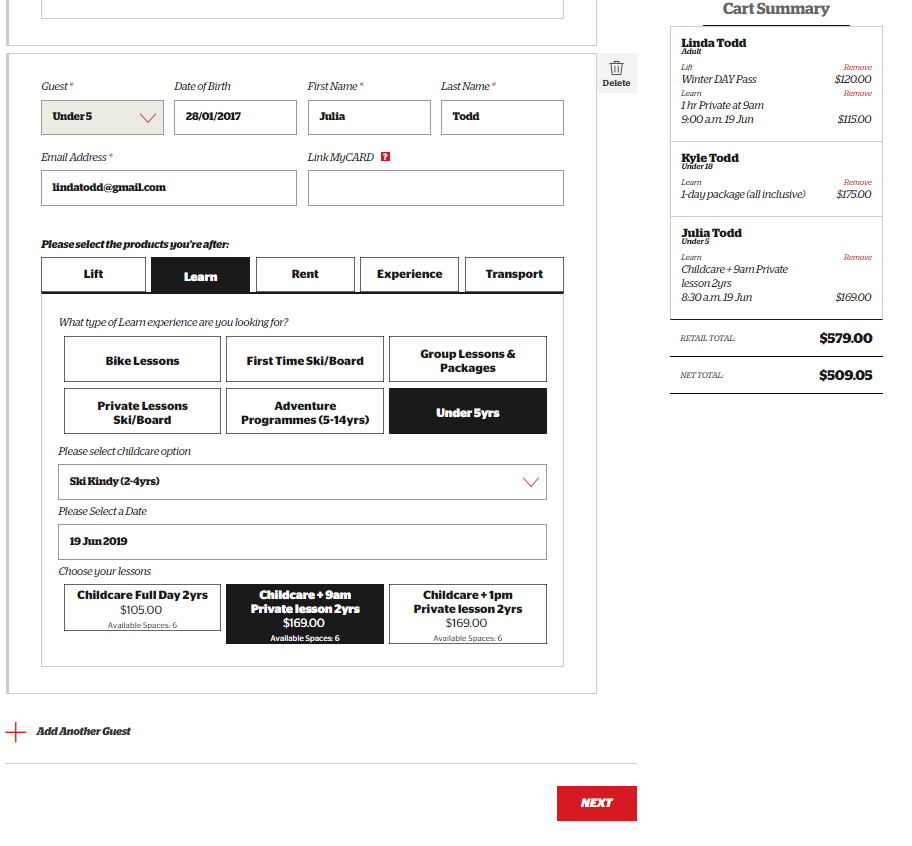 Guest *
Date of Birth
First Name *
Last Name *
Delete
Under 5
28/01/2017
Julia
Todd
Email Address *
Link MyCARD ?
lindatodd@gmail.com
Please select the products you're after:
Lift
Learn
Rent
Experience
Transport
What type of Learn experience are you looking for?
Bike Lessons
First Time Ski/Board
Group Lessons &
Packages
Private Lessons
Ski/Board
Adventure
Programmes (5-14yrs)
Under 5yrs
Please select childcare option
Ski Kindy (2-4yrs)
Please Select a Date
19 Jun 2019
Choose your lessons
Childcare Full Day 2yrs
$105.00
Available Spaces: 6
Childcare + 9am
Private lesson 2yrs
$169.00
Available Spaces: 6
Childcare + 1pm
Private lesson 2yrs
$169.00
Available Spaces: 6
Add Another Guest
NEXT
Cart Summary
Linda Todd
Adult
Lift Remove
Winter DAY Pass $120.00
Learn Remove
1 hr Private at 9am
9:00 a.m. 19 Jun $115.00
Kyle Todd
Under 18
Learn Remove
1-day package (all inclusive) $175.00
Julia Todd
Under 5
Learn Remove
Childcare + 9am Private
lesson 2yrs
8:30 a.m. 19 Jun $169.00
RETAIL TOTAL: $579.00
NET TOTAL: $509.05